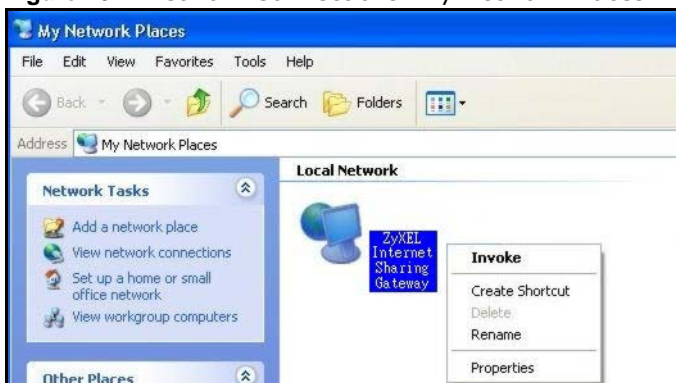 My Network Places
File Edit View Favorites Tools Help
Back Search Folders
Address My Network Places
Network Tasks
Add a network place
View network connections
Set up a home or small
office network
View workgroup computers
Other Places
Local Network
ZyXEL
Internet
Sharing
Gateway
Invoke
Create Shortcut
Delete
Rename
Properties